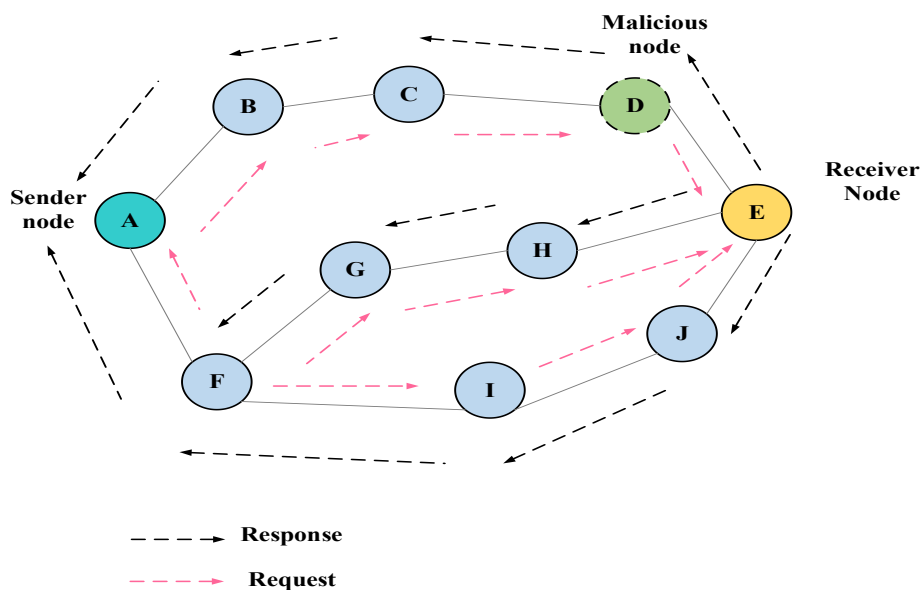 Malicious
node
B
C
D
Receiver
Node
Sender
node
A
E
G
H
J
F
I
Response
Request